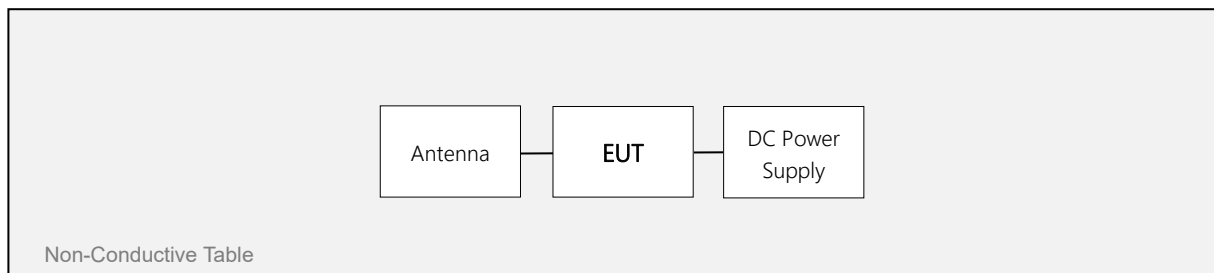 Antenna
EUT
DC Power
Supply
Non-Conductive Table